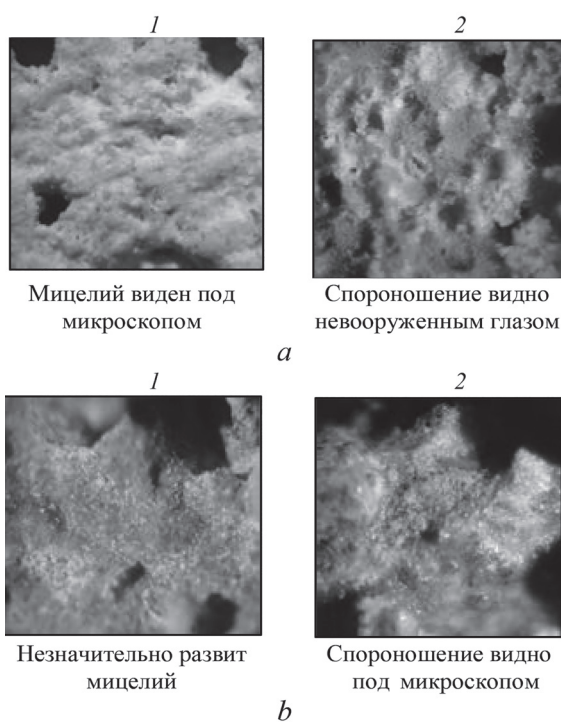 1
2
Мицелий виден под
микроскопом
Спороношение видно
невооруженным глазом
a
1
2
Незначительно развит
мицелий
Спороношение видно
под микроскопом
b